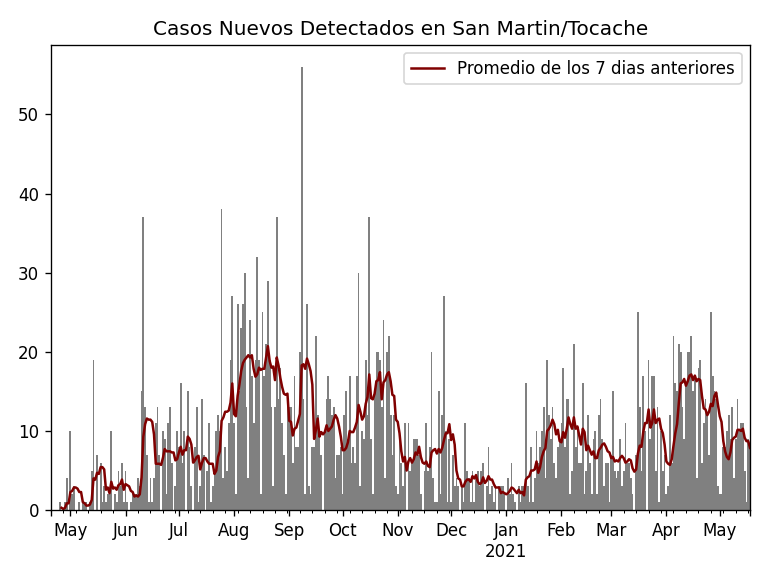 Casos Nuevos Detectados en San Martin/Tocache
Promedio de los 7 dias anteriores
50
40
30
20
10
0
May Jun Jul Aug Sep Oct Nov Dec Jan Feb Mar Apr May
2021